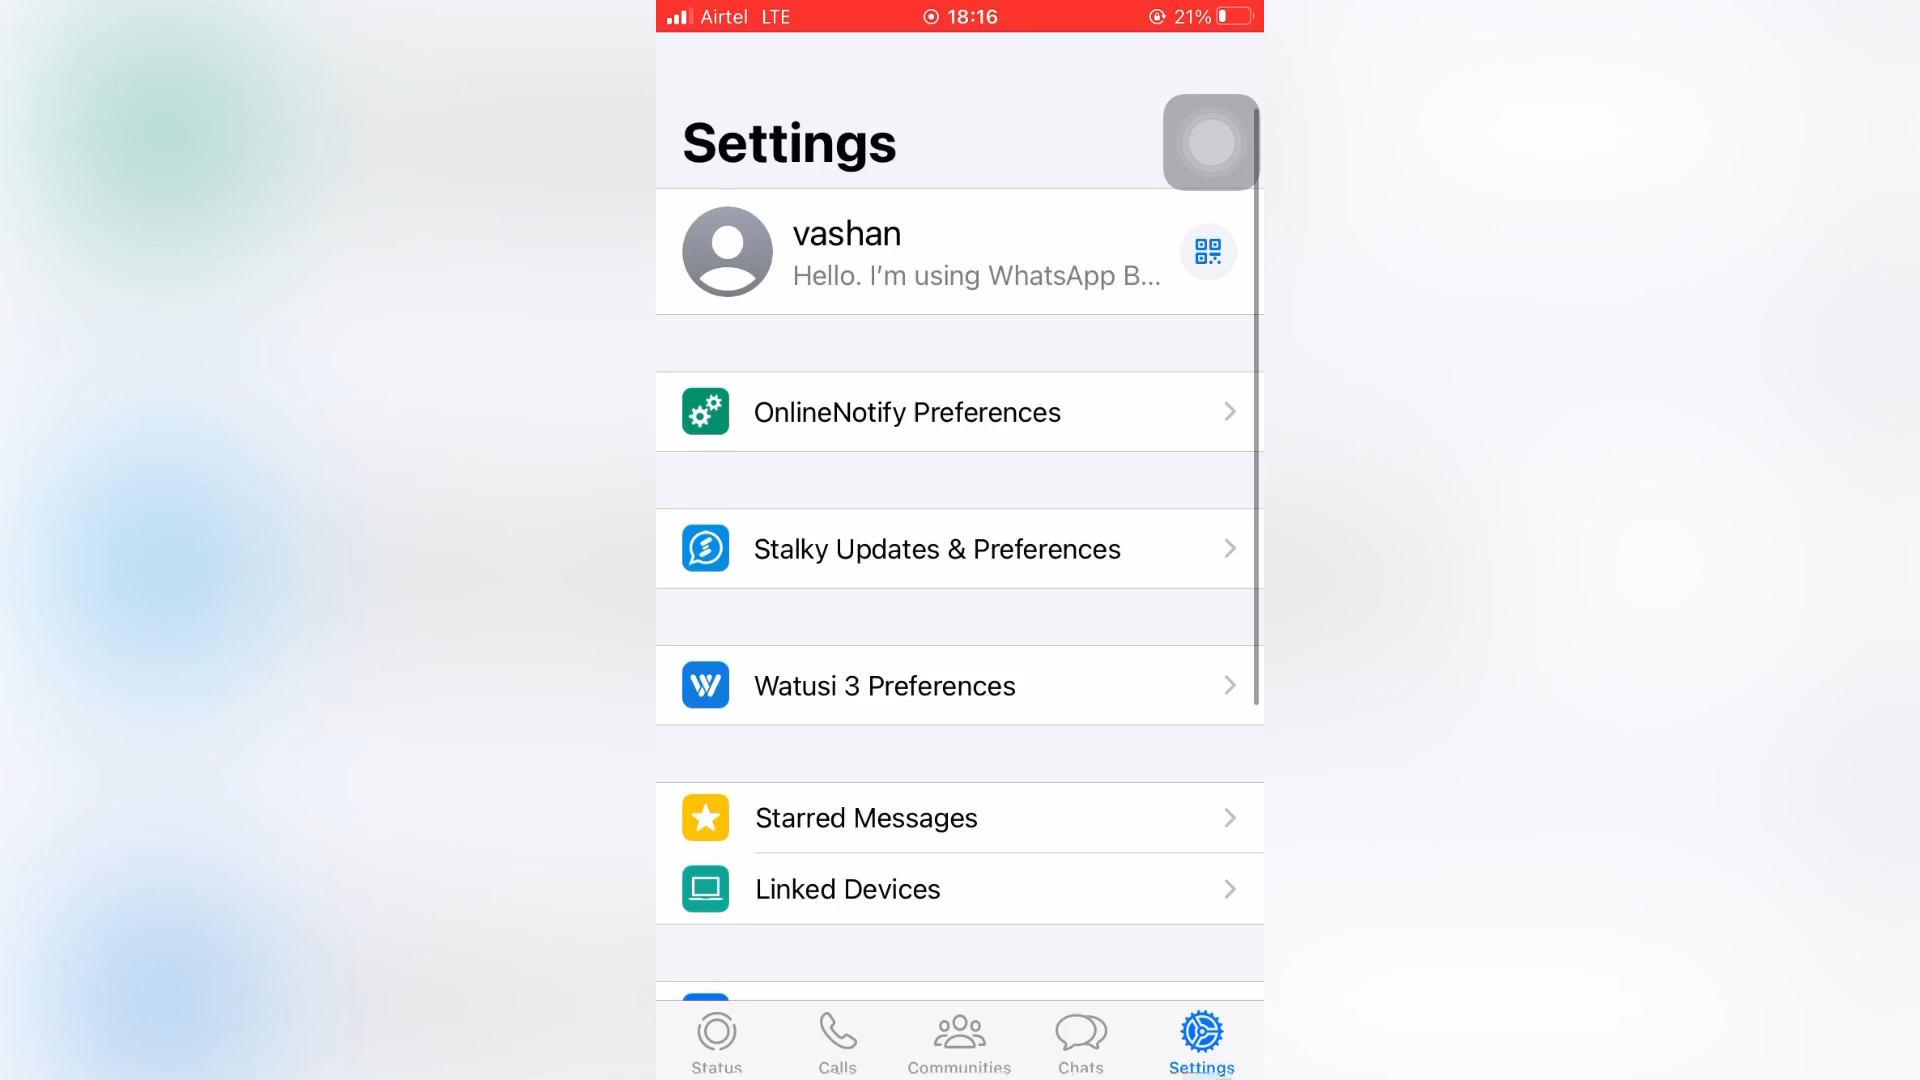 Airtel LTE 18:16 21%
Settings
vashan
Hello. I'm using WhatsApp B...
OnlineNotify Preferences
Stalky Updates & Preferences
Watusi 3 Preferences
Starred Messages
Linked Devices
Status Calls Communities Chats Settings